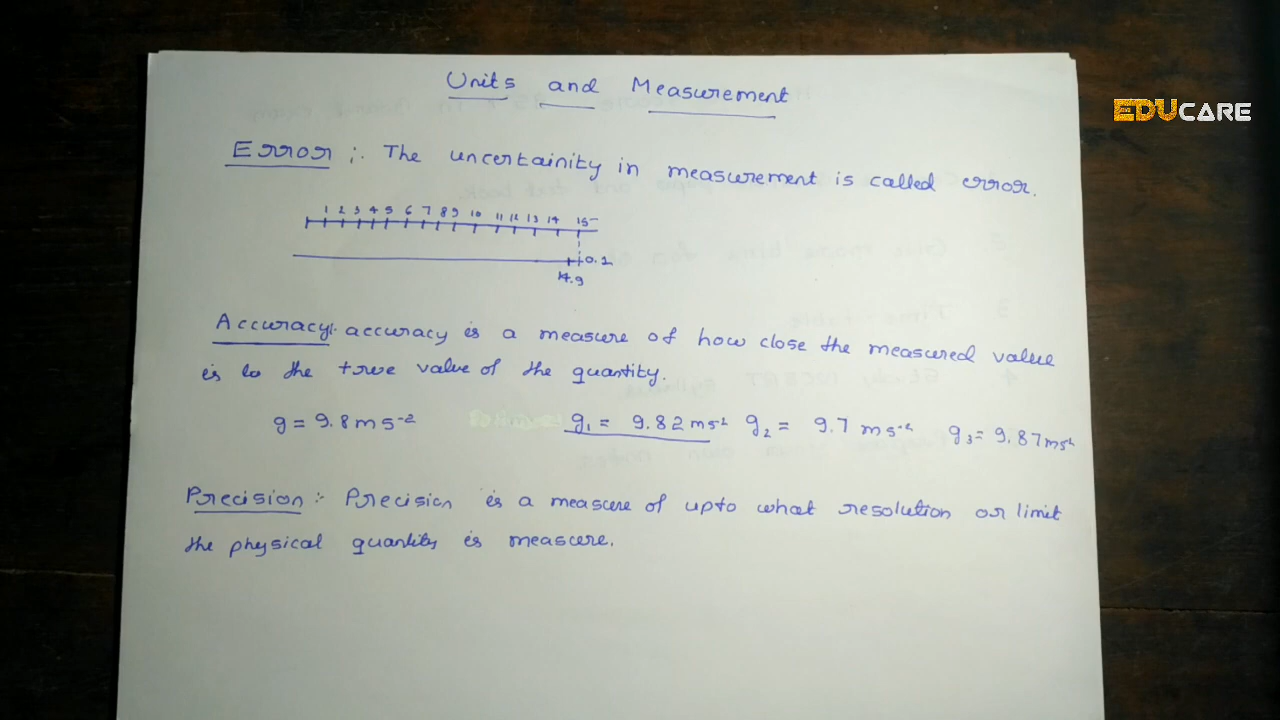 Units and Measurement
EDUCARE
Error :- The uncertainity in measurement is called error.
1 2 3 4 5 6 7 8 9 10 11 12 13 14 15
0.1
14.9
Accuracy:- accuracy is a measure of how close the measured value
is to the true value of the quantity.
g = 9.8 ms⁻² g₁ = 9.82 ms⁻² g₂ = 9.7 ms⁻² g₃ = 9.87 ms⁻²
Precision :- Precision is a measure of upto what resolution or limit
the physical quantity is measure.